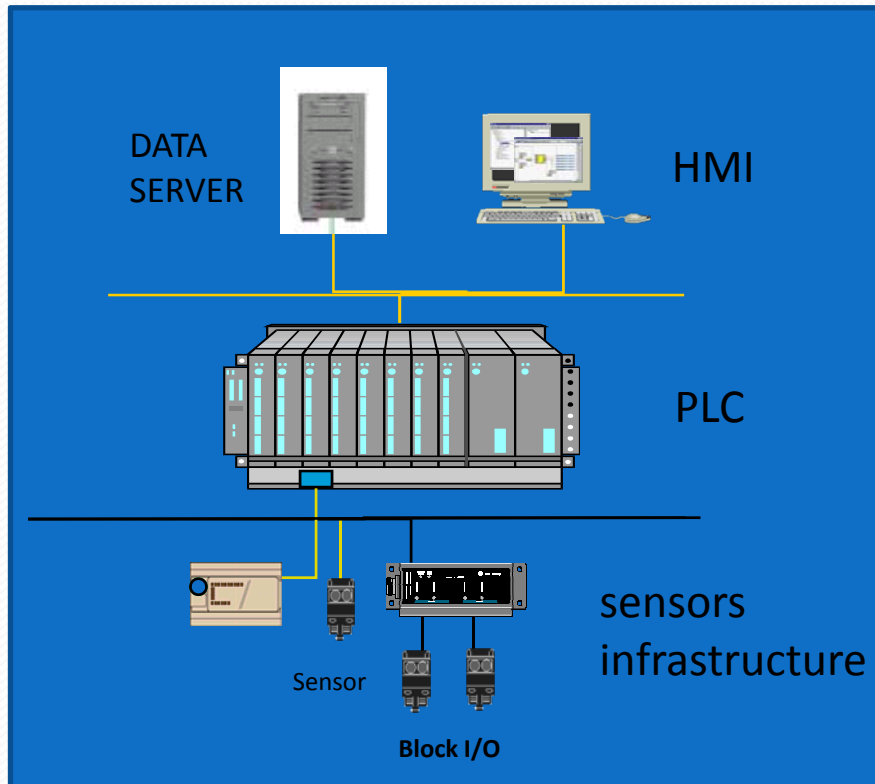 DATA
SERVER
HMI
PLC
sensors
infrastructure
Sensor
Block I/O